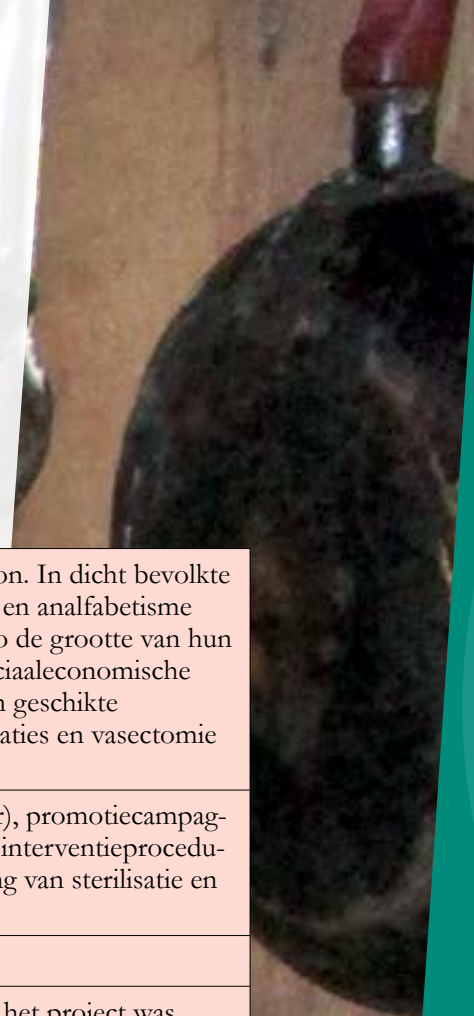 on. In dicht bevolkte
en analfabetisme
de grootte van hun
ciaaleconomische
geschikte
aties en vasectomie
r), promotiecampag-
interventieprocedu-
g van sterilisatie en
het project was